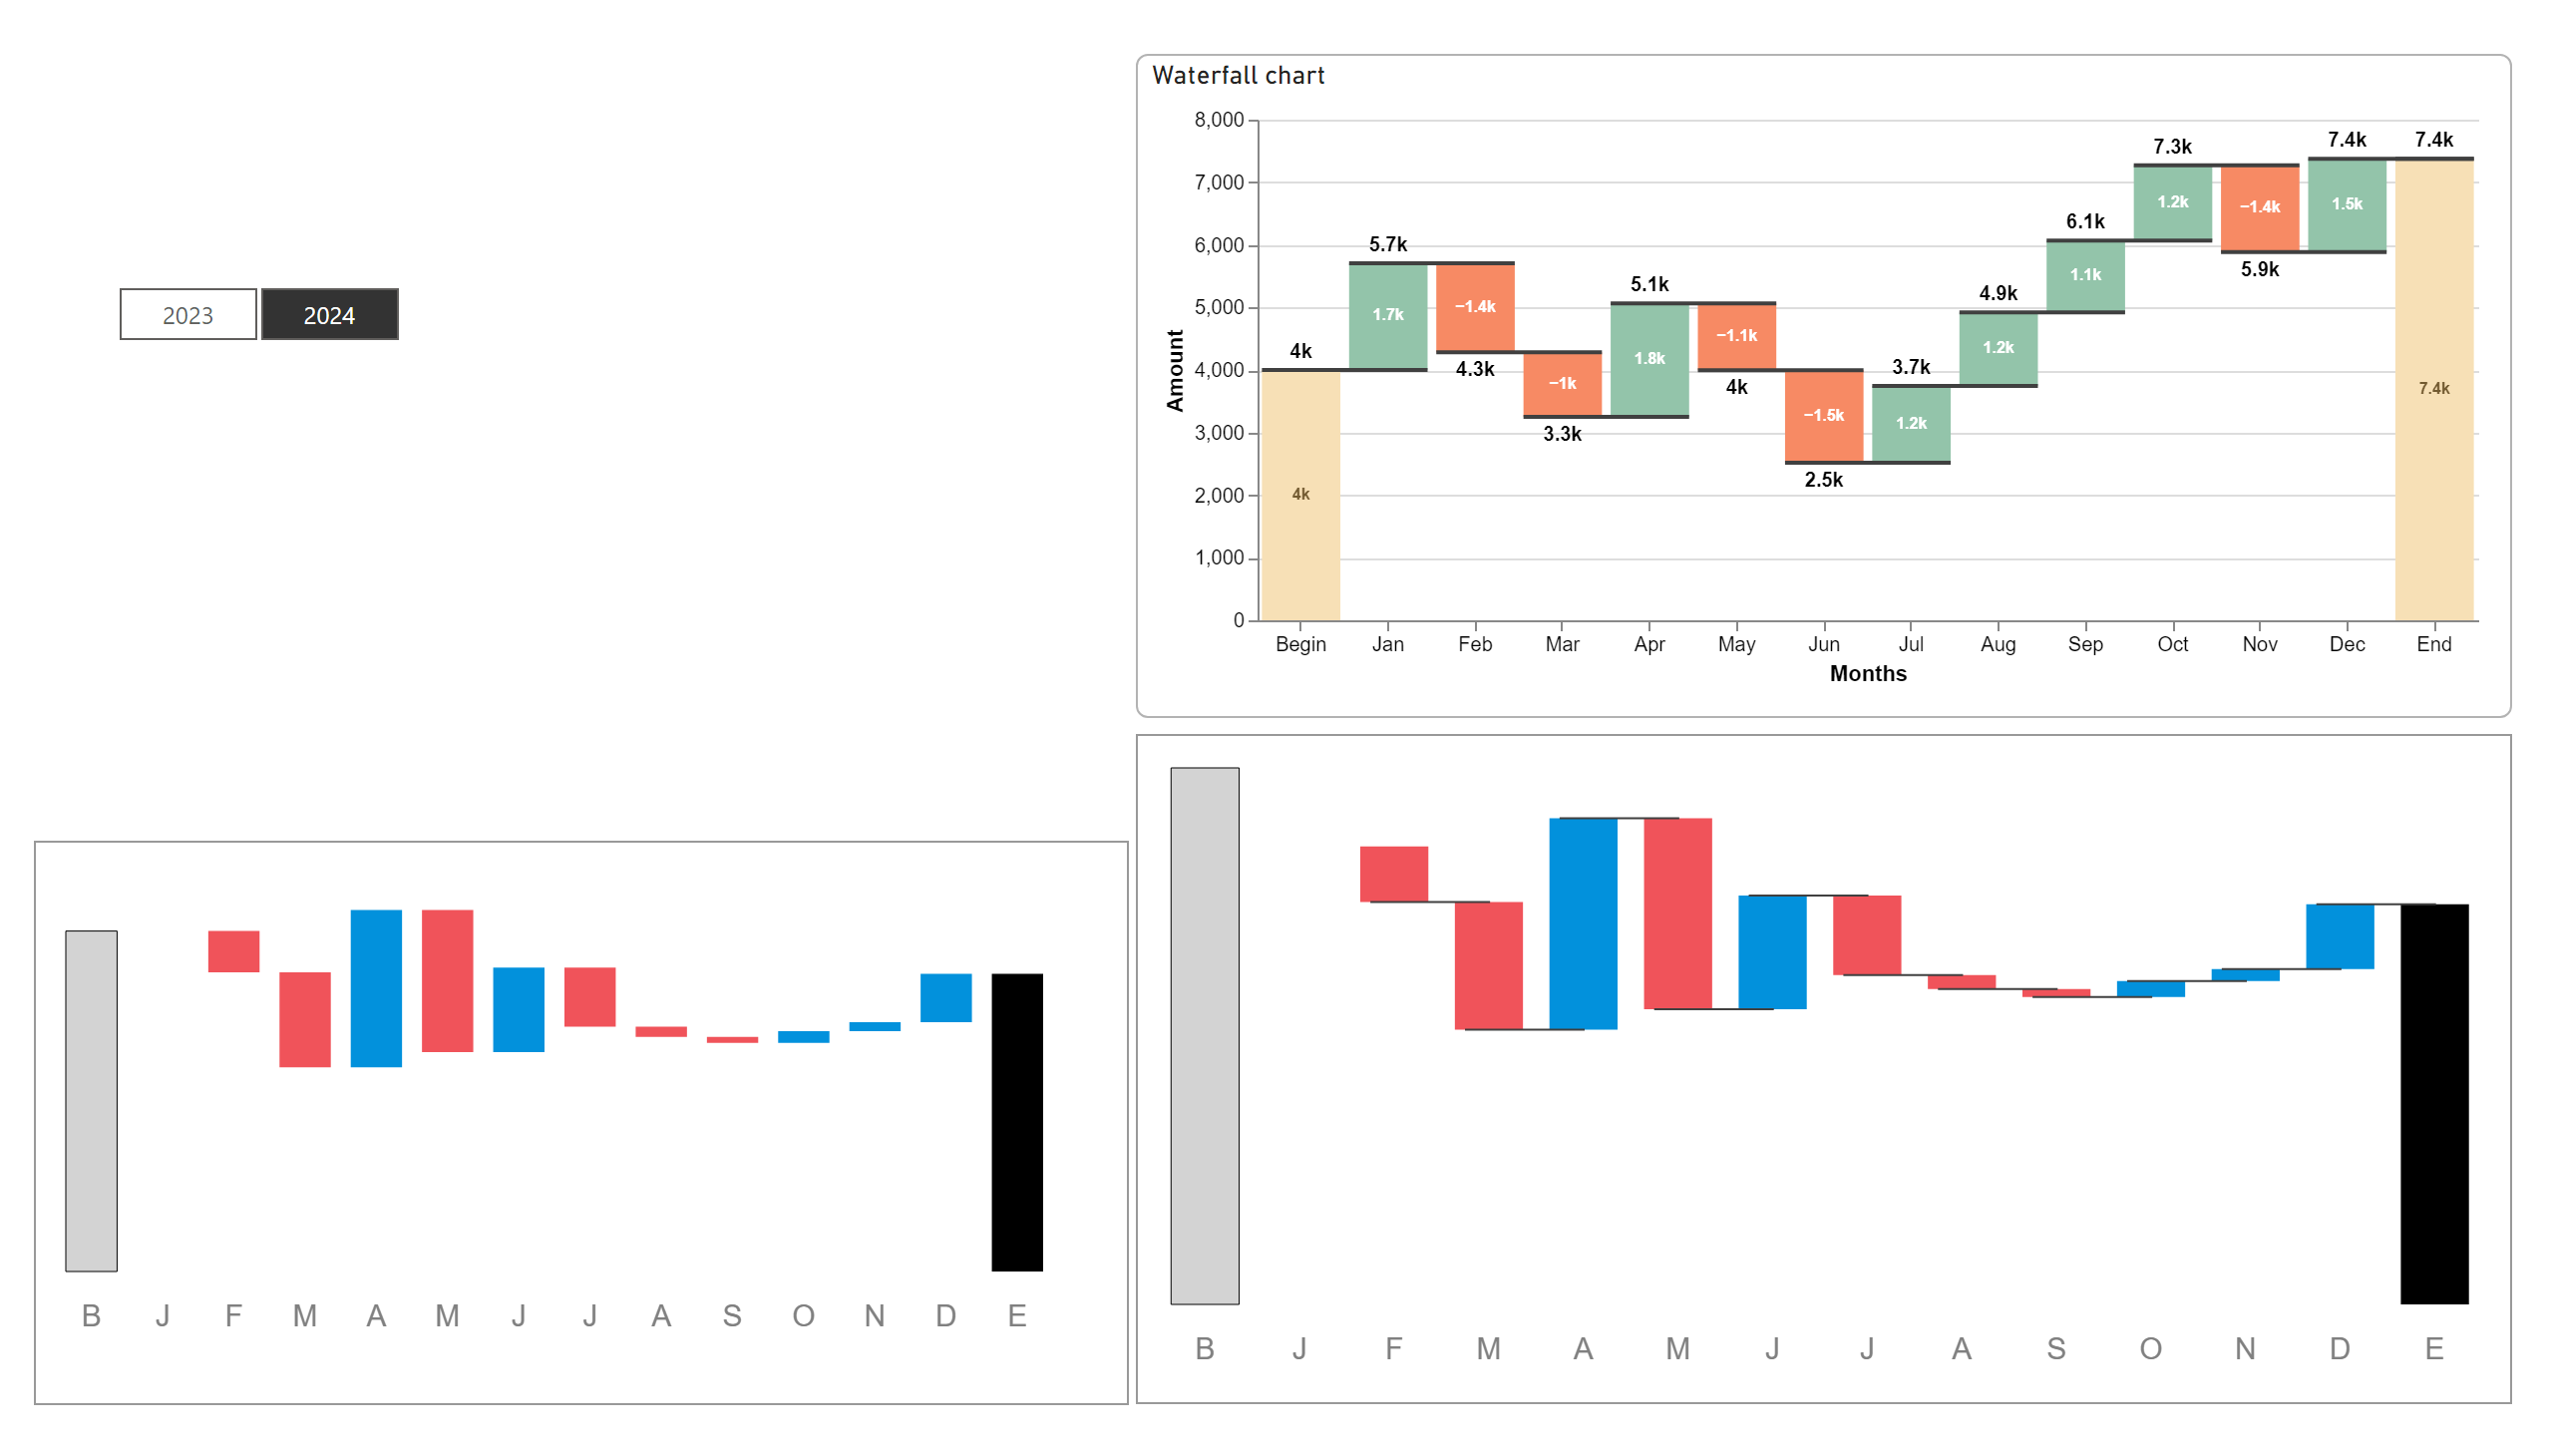 2023 2024
Waterfall chart
8,000
7,000
6,000
5,000
4,000
3,000
2,000
1,000
0
Amount
4k 5.7k 4.3k 3.3k 5.1k 4k 2.5k 3.7k 4.9k 6.1k 7.3k 5.9k 7.4k 7.4k
4k 1.7k −1.4k −1k 1.8k −1.1k −1.5k 1.2k 1.2k 1.1k 1.2k −1.4k 1.5k 7.4k
Begin Jan Feb Mar Apr May Jun Jul Aug Sep Oct Nov Dec End
Months
B J F M A M J J A S O N D E
B J F M A M J J A S O N D E